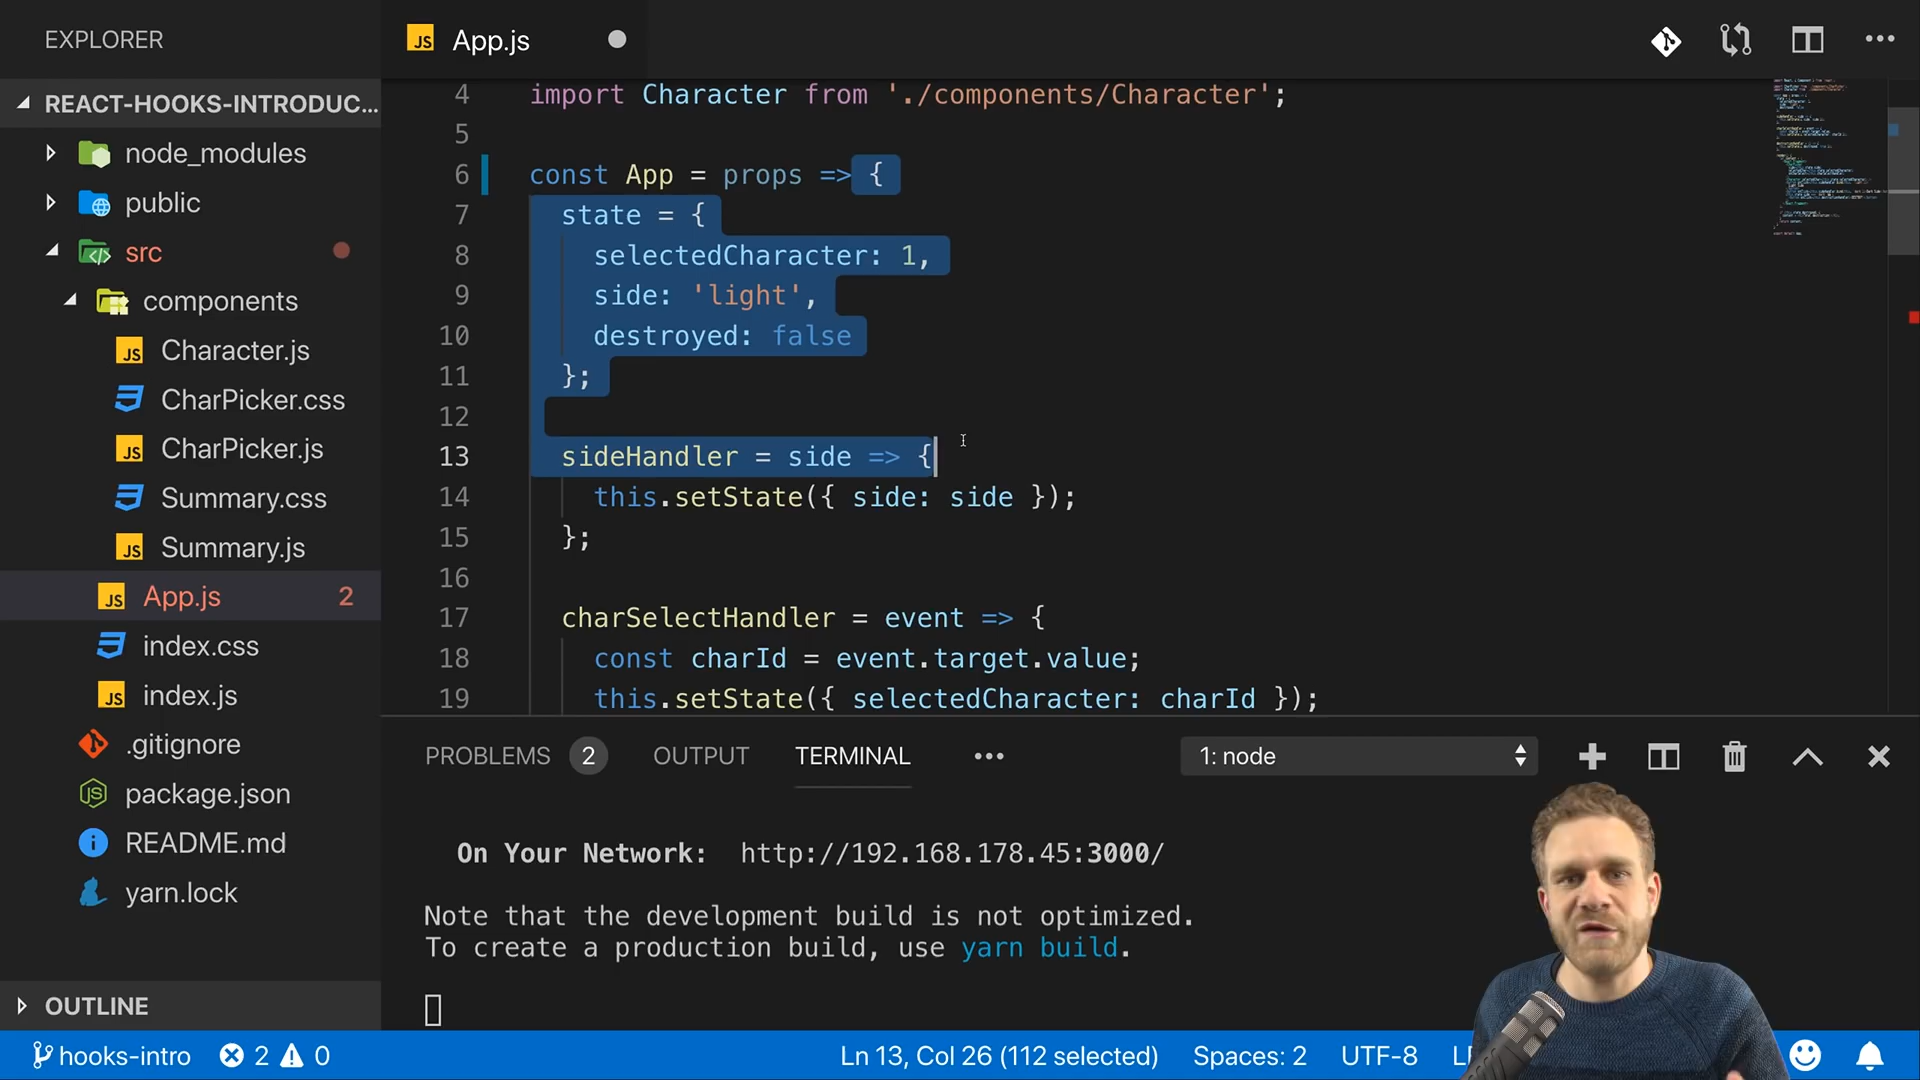 EXPLORER
REACT-HOOKS-INTRODUC...
node_modules
public
src
components
Character.js
CharPicker.css
CharPicker.js
Summary.css
Summary.js
App.js 2
index.css
index.js
.gitignore
package.json
README.md
yarn.lock
OUTLINE
JS App.js
4 import Character from './components/Character';
5
6 const App = props => {
7 state = {
8 selectedCharacter: 1,
9 side: 'light',
10 destroyed: false
11 };
12
13 sideHandler = side => {
14 this.setState({ side: side });
15 };
16
17 charSelectHandler = event => {
18 const charId = event.target.value;
19 this.setState({ selectedCharacter: charId });
PROBLEMS 2 OUTPUT TERMINAL ... 1: node
On Your Network: http://192.168.178.45:3000/
Note that the development build is not optimized.
To create a production build, use yarn build.
hooks-intro 2 0 Ln 13, Col 26 (112 selected) Spaces: 2 UTF-8